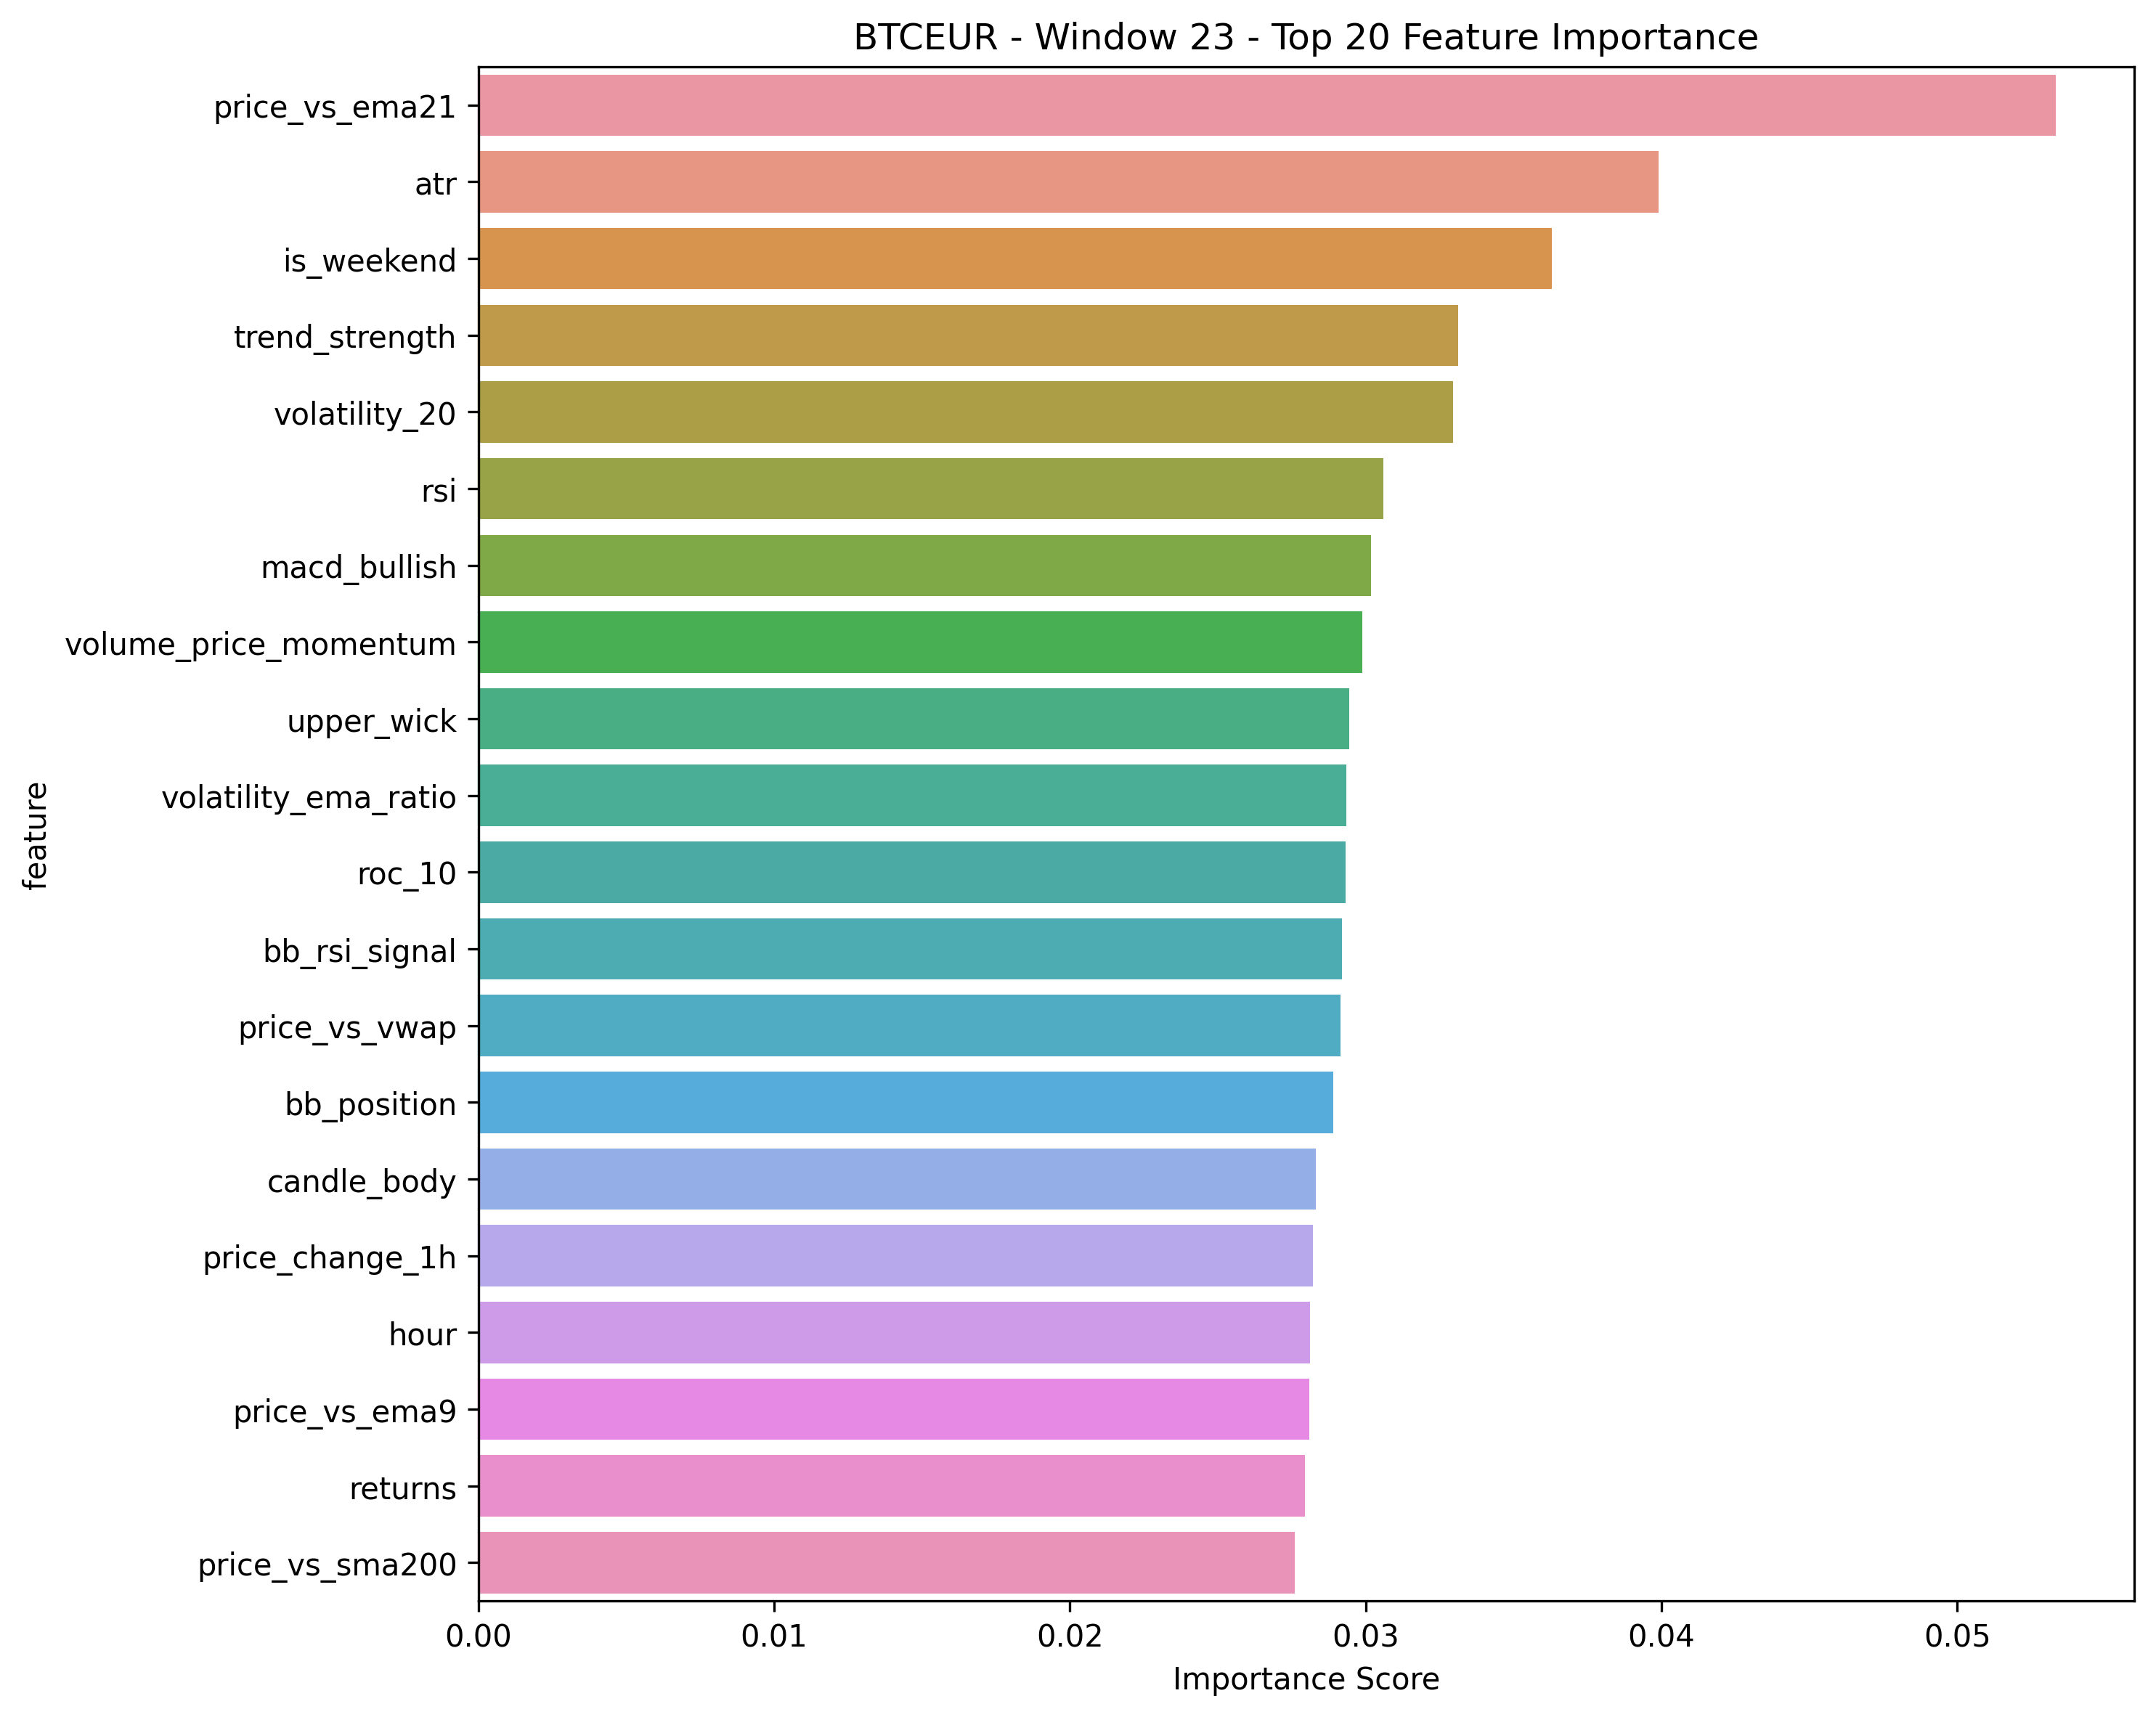 BTCEUR - Window 23 - Top 20 Feature Importance
price_vs_ema21
atr
is_weekend
trend_strength
volatility_20
rsi
macd_bullish
volume_price_momentum
upper_wick
volatility_ema_ratio
roc_10
bb_rsi_signal
price_vs_vwap
bb_position
candle_body
price_change_1h
hour
price_vs_ema9
returns
price_vs_sma200
feature
0.00 0.01 0.02 0.03 0.04 0.05
Importance Score